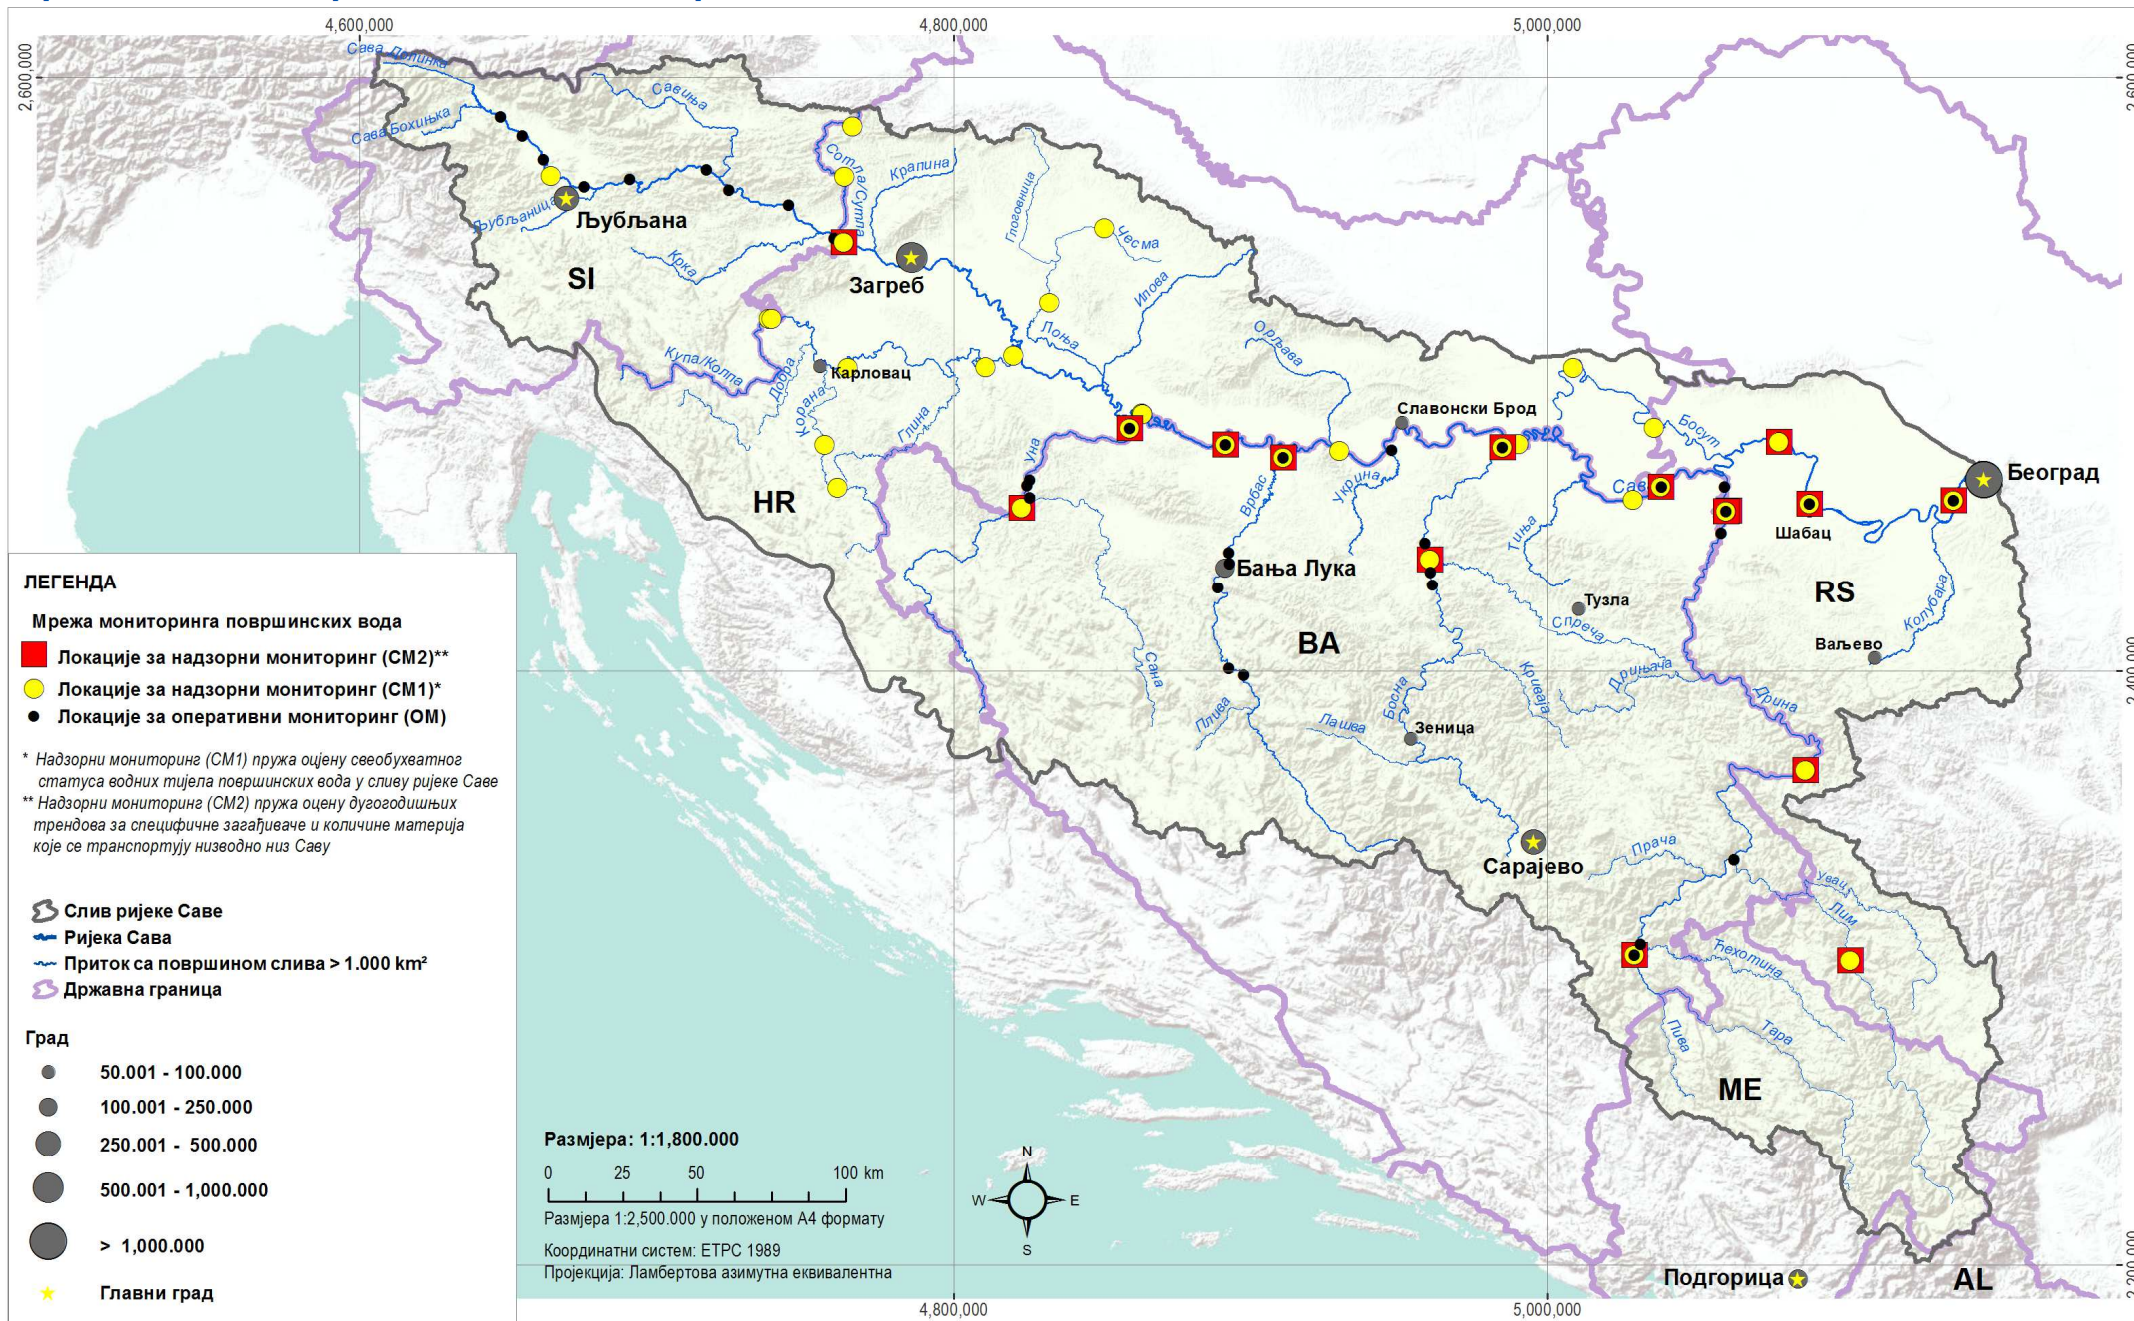 4,600,000
4,800,000
5,000,000
2,600,000
2,600,000
Сава Долинка
Сава Бохињка
Савиња
Сотла/Сутла
Крапина
Глоговница
Чесма
Љубљаница
Љубљана
Крка
SI
Загреб
Илова
Лоња
Орљава
Купа/Колпа
Добра
Карловац
Корана
Глина
Уна
HR
Славонски Брод
Босут
Београд
Врбас
Укрина
Сава
Шабац
Тиња
Бања Лука
RS
Тузла
Колубара
Спреча
Ваљево
BA
Сана
Дрињача
Криваја
Дрина
Босна
Плива
Лашва
Зеница
Сарајево
Прача
Увац
Лим
Ћехотина
Пива
Тара
ME
Подгорица
AL
ЛЕГЕНДА
Мрежа мониторинга површинских вода
Локације за надзорни мониторинг (СМ2)**
Локације за надзорни мониторинг (СМ1)*
Локације за оперативни мониторинг (ОМ)
* Надзорни мониторинг (СМ1) пружа оцјену свеобухватног
статуса водних тијела површинских вода у сливу ријеке Саве
** Надзорни мониторинг (СМ2) пружа оцену дугогодишњих
трендова за специфичне загађиваче и количине материја
које се транспортују низводно низ Саву
Слив ријеке Саве
Ријека Сава
Приток са површином слива > 1.000 km²
Државна граница
Град
50.001 - 100.000
100.001 - 250.000
250.001 - 500.000
500.001 - 1,000.000
> 1,000.000
Главни град
Размјера: 1:1,800.000
0 25 50 100 km
Размјера 1:2,500.000 у положеном А4 формату
Координатни систем: ЕТРС 1989
Пројекција: Ламбертова азимутна еквивалентна
N
W E
S
4,800,000
5,000,000